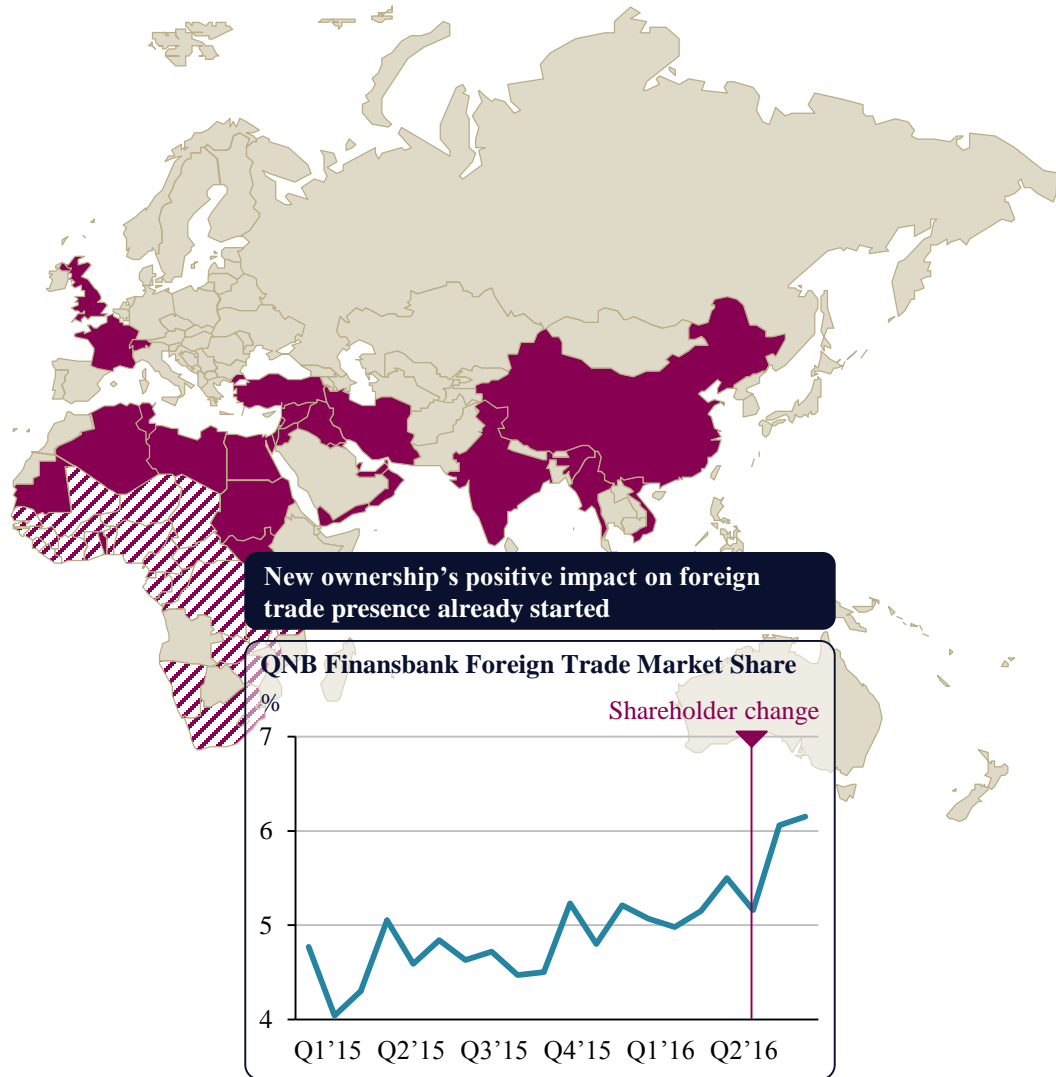 New ownership’s positive impact on foreign
trade presence already started
QNB Finansbank Foreign Trade Market Share
%
Shareholder change
7
6
5
4
Q1’15 Q2’15 Q3’15 Q4’15 Q1’16 Q2’16